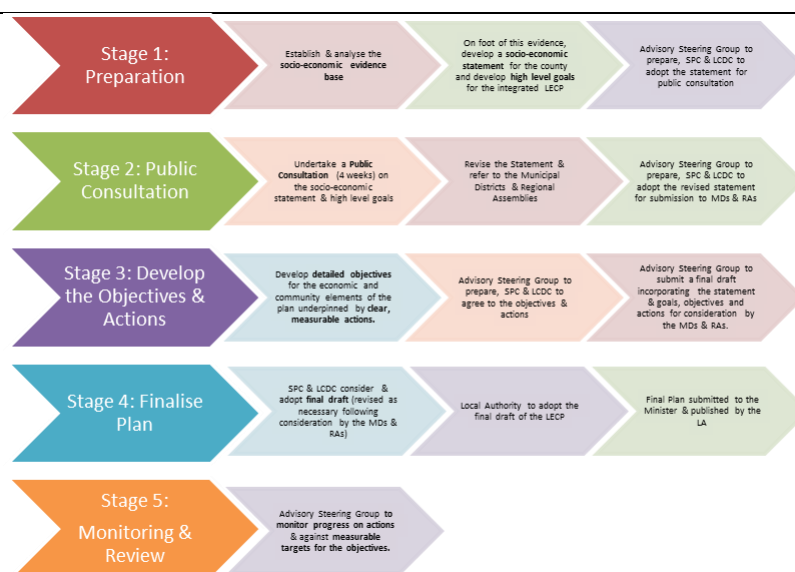 Stage 1:
Preparation
Establish & analyse the
socio-economic evidence
base
On foot of this evidence,
develop a socio-economic
statement for the county
and develop high level goals
for the integrated LECP
Advisory Steering Group to
prepare, SPC & LCDC to
adopt the statement for
public consultation
Stage 2: Public
Consultation
Undertake a Public
Consultation (4 weeks) on
the socio-economic
statement & high level goals
Revise the Statement &
refer to the Municipal
Districts & Regional
Assemblies
Advisory Steering Group to
prepare, SPC & LCDC to
adopt the revised statement
for submission to MDs & RAs
Stage 3: Develop
the Objectives &
Actions
Develop detailed objectives
for the economic and
community elements of the
plan underpinned by clear,
measurable actions.
Advisory Steering Group to
prepare, SPC & LCDC to
agree to the objectives &
actions
Advisory Steering Group to
submit a final draft
incorporating the statement
& goals, objectives and
actions for consideration by
the MDs & RAs.
Stage 4: Finalise
Plan
SPC & LCDC consider &
adopt final draft (revised as
necessary following
consideration by the MDs &
RAs)
Local Authority to adopt the
final draft of the LECP
Final Plan submitted to the
Minister & published by the
LA
Stage 5:
Monitoring &
Review
Advisory Steering Group to
monitor progress on actions
& against measurable
targets for the objectives.